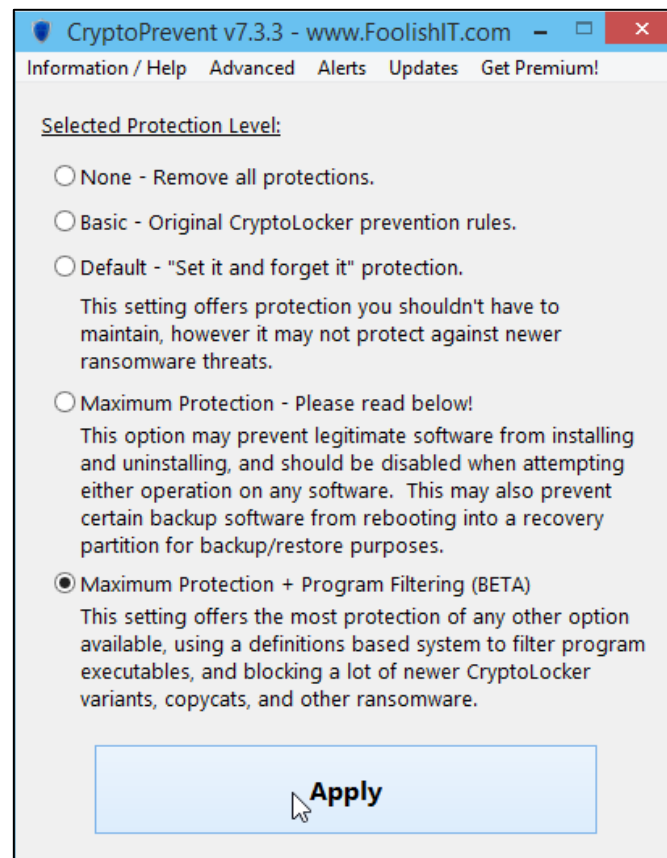 CryptoPrevent v7.3.3 - www.FoolishIT.com
Information / Help Advanced Alerts Updates Get Premium!
Selected Protection Level:
None - Remove all protections.
Basic - Original CryptoLocker prevention rules.
Default - "Set it and forget it" protection.
This setting offers protection you shouldn't have to
maintain, however it may not protect against newer
ransomware threats.
Maximum Protection - Please read below!
This option may prevent legitimate software from installing
and uninstalling, and should be disabled when attempting
either operation on any software.  This may also prevent
certain backup software from rebooting into a recovery
partition for backup/restore purposes.
Maximum Protection + Program Filtering (BETA)
This setting offers the most protection of any other option
available, using a definitions based system to filter program
executables, and blocking a lot of newer CryptoLocker
variants, copycats, and other ransomware.
Apply